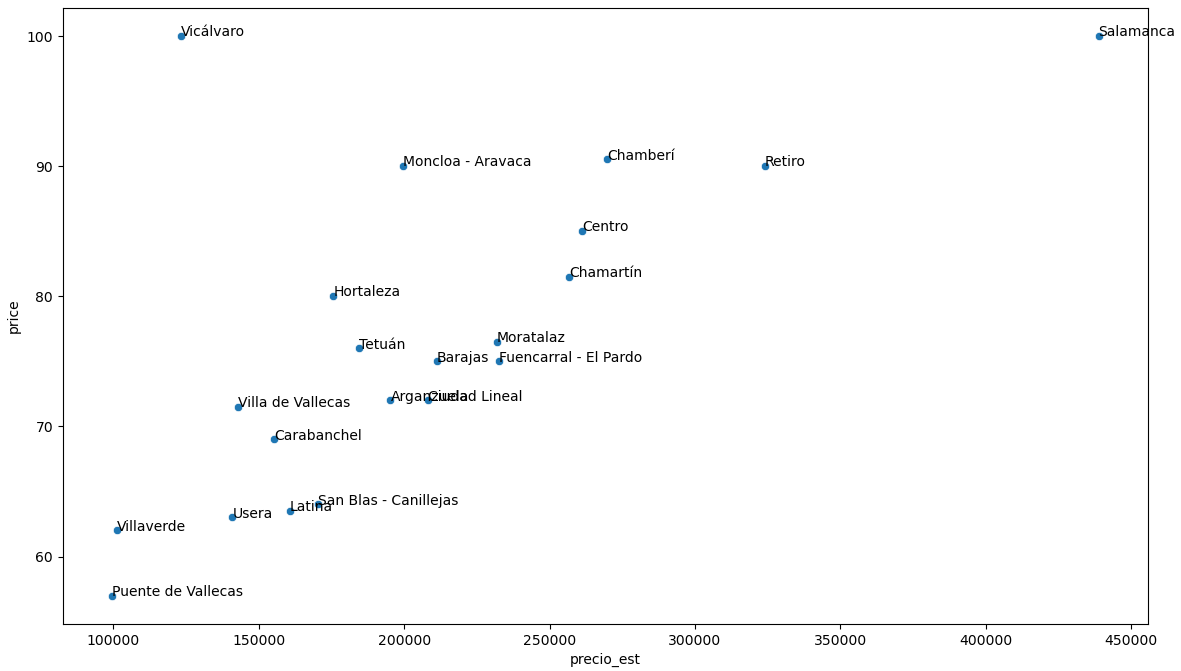 100
Vicálvaro
Salamanca
90
Moncloa - Aravaca
Chamberí
Retiro
Centro
Chamartín
80
Hortaleza
Tetuán
Moratalaz
Barajas
Fuencarral - El Pardo
price
Arganzuela
Ciudad Lineal
Villa de Vallecas
70
Carabanchel
San Blas - Canillejas
Latina
Usera
Villaverde
60
Puente de Vallecas
100000
150000
200000
250000
300000
350000
400000
450000
precio_est